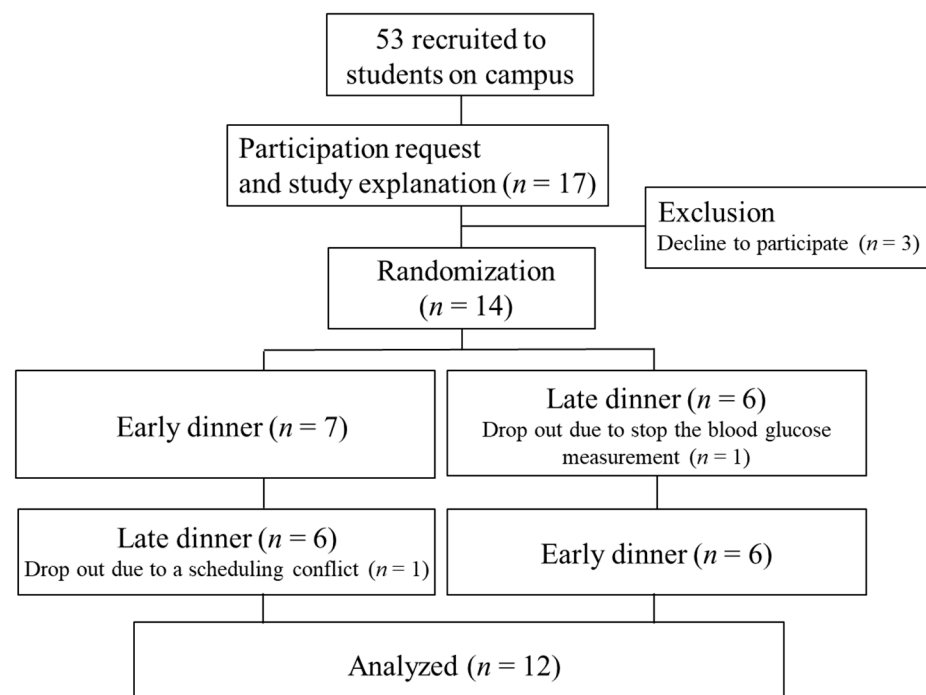 53 recruited to
students on campus
Participation request
and study explanation (n = 17)
Exclusion
Decline to participate (n = 3)
Randomization
(n = 14)
Early dinner (n = 7)
Late dinner (n = 6)
Drop out due to stop the blood glucose
measurement (n = 1)
Late dinner (n = 6)
Drop out due to a scheduling conflict (n = 1)
Early dinner (n = 6)
Analyzed (n = 12)